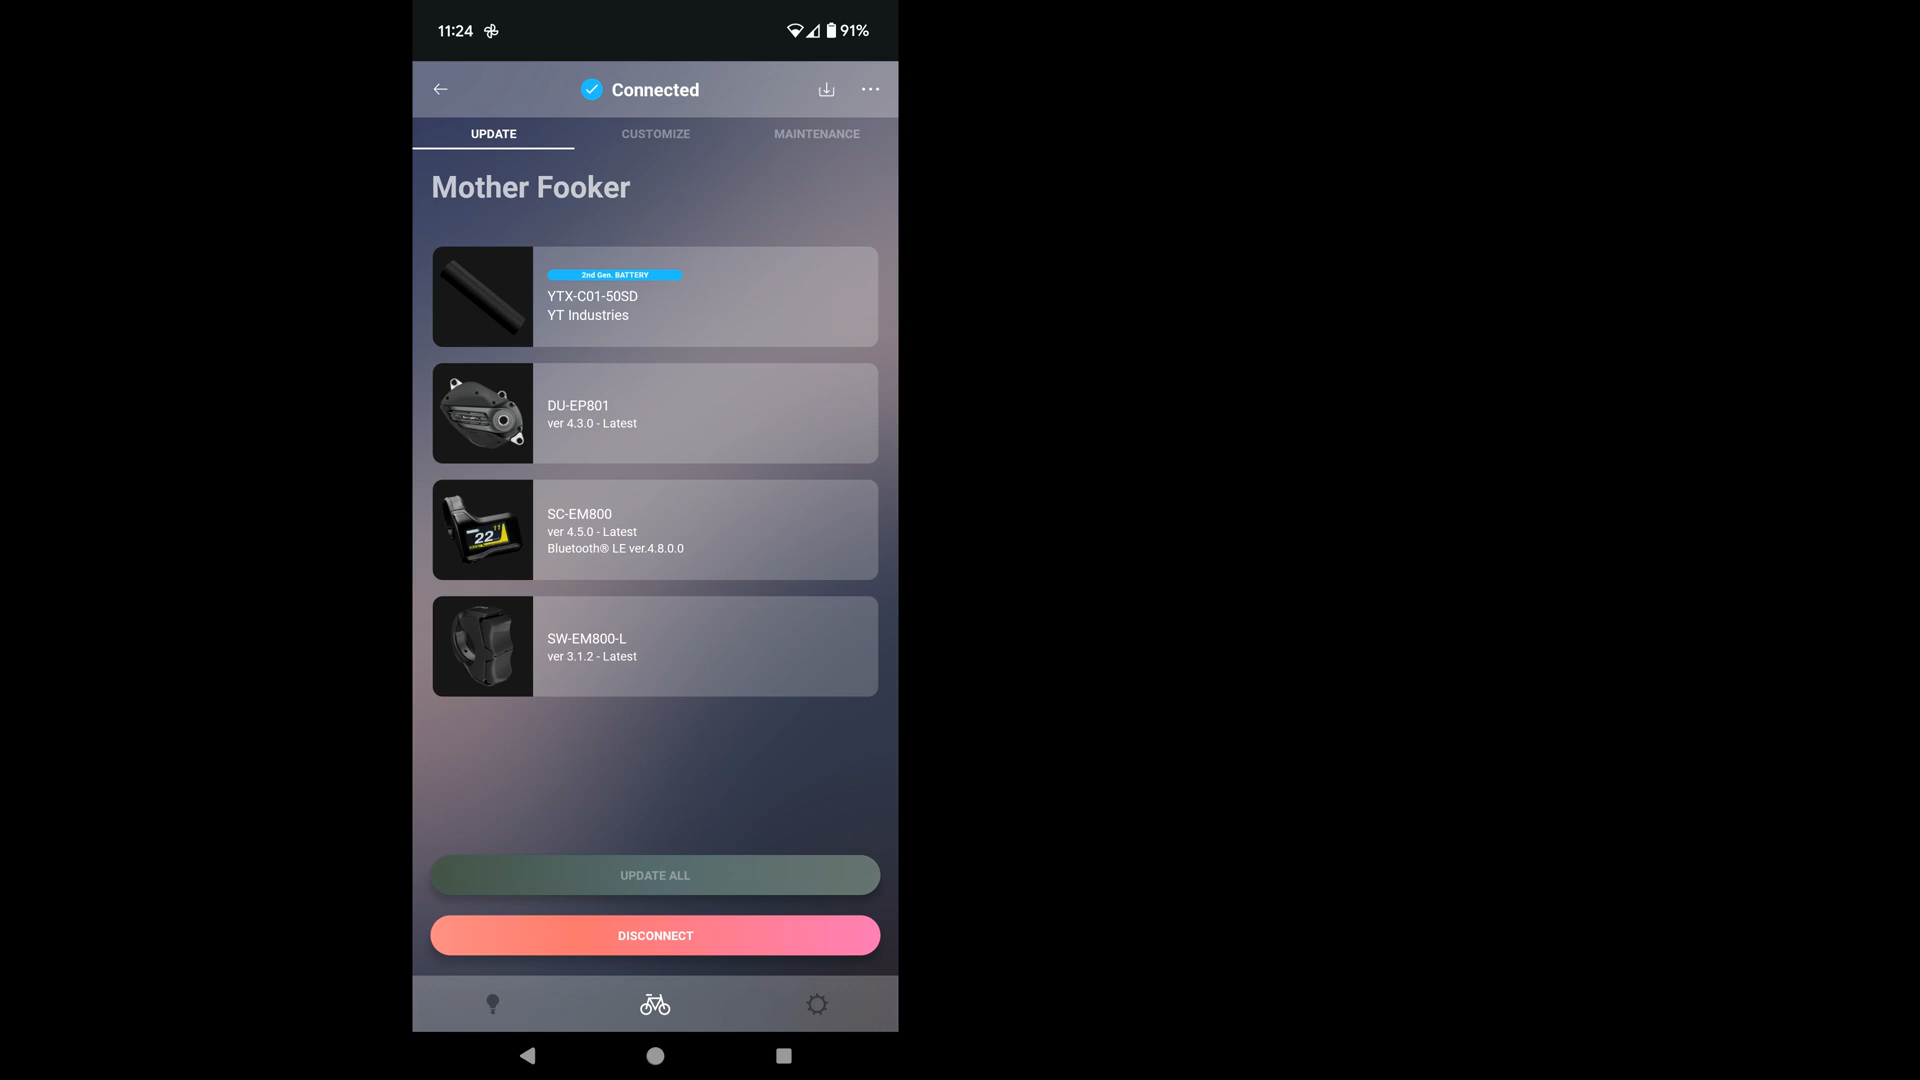 11:24 91%
Connected
UPDATE CUSTOMIZE MAINTENANCE
Mother Fooker
2nd Gen. BATTERY
YTX-C01-50SD
YT Industries
DU-EP801
ver 4.3.0 - Latest
SC-EM800
ver 4.5.0 - Latest
Bluetooth® LE ver.4.8.0.0
22 11
SW-EM800-L
ver 3.1.2 - Latest
UPDATE ALL
DISCONNECT